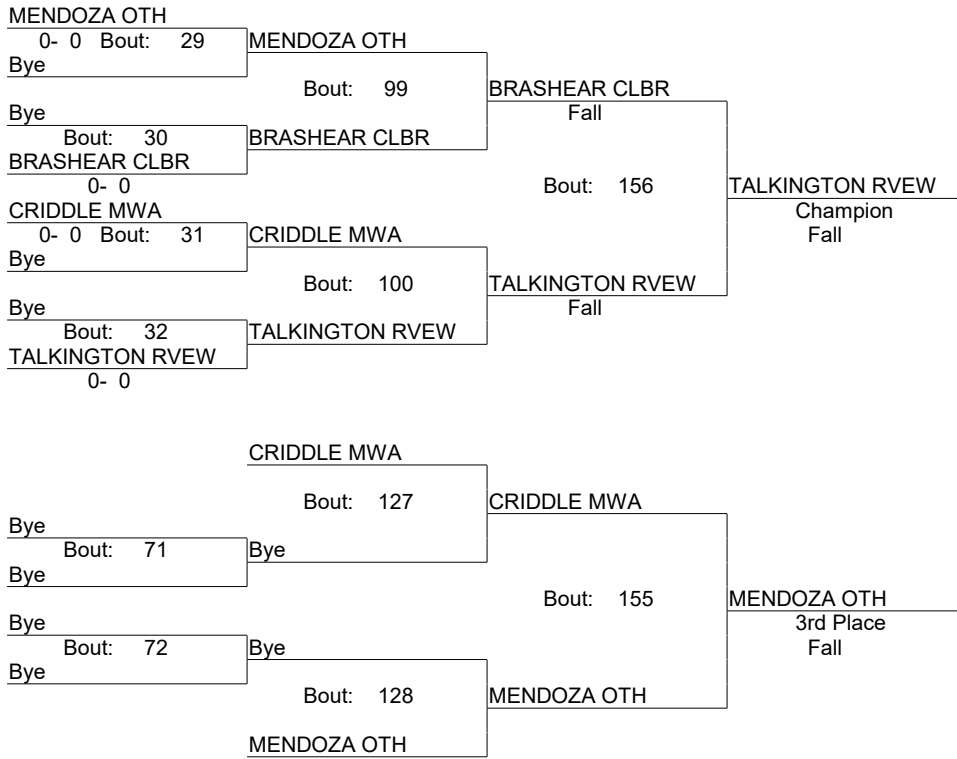 MENDOZA OTH
0- 0 Bout: 29 MENDOZA OTH
Bye
Bout: 99 BRASHEAR CLBR
Bye Fall
Bout: 30 BRASHEAR CLBR
BRASHEAR CLBR
0- 0 Bout: 156 TALKINGTON RVEW
CRIDDLE MWA Champion
0- 0 Bout: 31 CRIDDLE MWA Fall
Bye
Bout: 100 TALKINGTON RVEW
Bye Fall
Bout: 32 TALKINGTON RVEW
TALKINGTON RVEW
0- 0
CRIDDLE MWA
Bout: 127 CRIDDLE MWA
Bye
Bout: 71 Bye
Bye
Bout: 155 MENDOZA OTH
Bye 3rd Place
Bout: 72 Bye Fall
Bye
Bout: 128 MENDOZA OTH
MENDOZA OTH